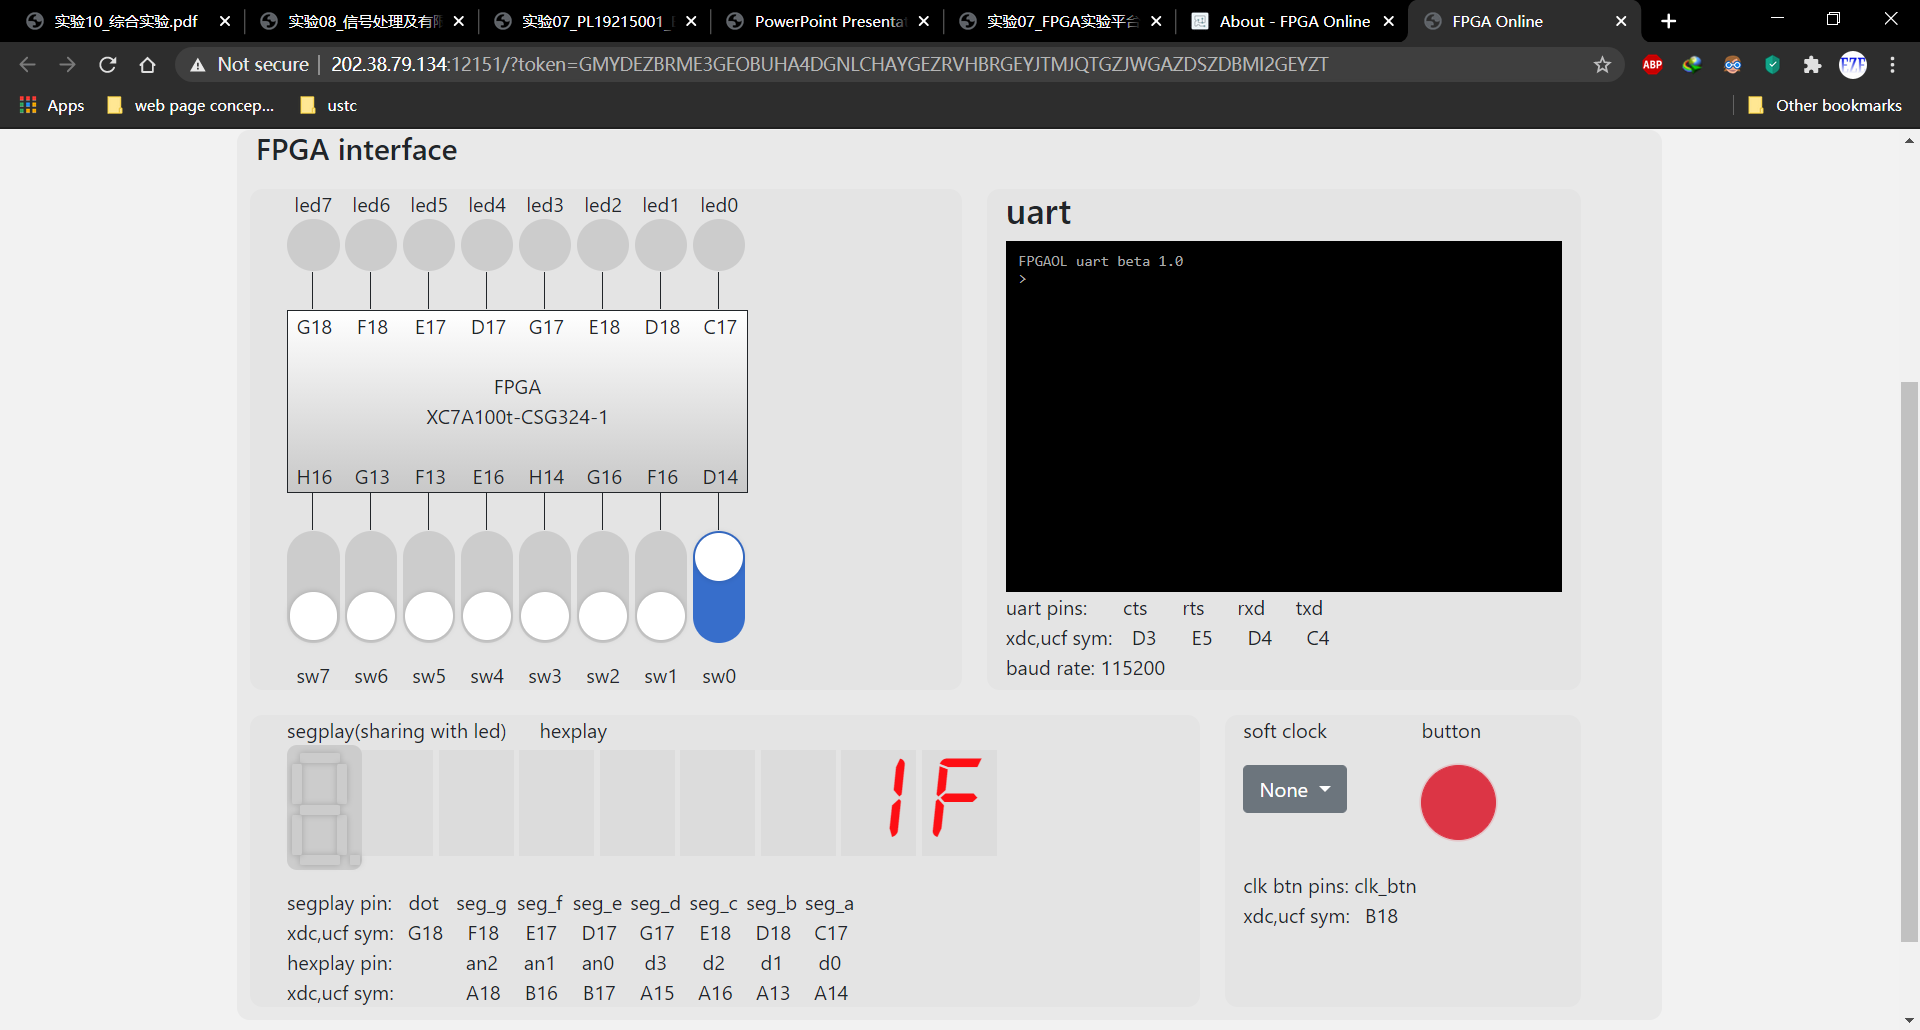 实验10_综合实验.pdf
实验08_信号处理及有限
实验07_PL19215001_
PowerPoint Presentat
实验07_FPGA实验平台
About - FPGA Online
FPGA Online
Not secure | 202.38.79.134:12151/?token=GMYDEZBRME3GEOBUHA4DGNLCHAYGEZRVHBRGEYJTMJQTGZJWGAZDSZDBMI2GEYZT
ABP
FZF
Apps
web page concep...
ustc
Other bookmarks
FPGA interface
led7 led6 led5 led4 led3 led2 led1 led0
G18 F18 E17 D17 G17 E18 D18 C17
FPGA
XC7A100t-CSG324-1
H16 G13 F13 E16 H14 G16 F16 D14
sw7 sw6 sw5 sw4 sw3 sw2 sw1 sw0
uart
FPGAOL uart beta 1.0
>
uart pins: cts rts rxd txd
xdc,ucf sym: D3 E5 D4 C4
baud rate: 115200
segplay(sharing with led) hexplay
1F
segplay pin: dot seg_g seg_f seg_e seg_d seg_c seg_b seg_a
xdc,ucf sym: G18 F18 E17 D17 G17 E18 D18 C17
hexplay pin: an2 an1 an0 d3 d2 d1 d0
xdc,ucf sym: A18 B16 B17 A15 A16 A13 A14
soft clock button
None
clk btn pins: clk_btn
xdc,ucf sym: B18